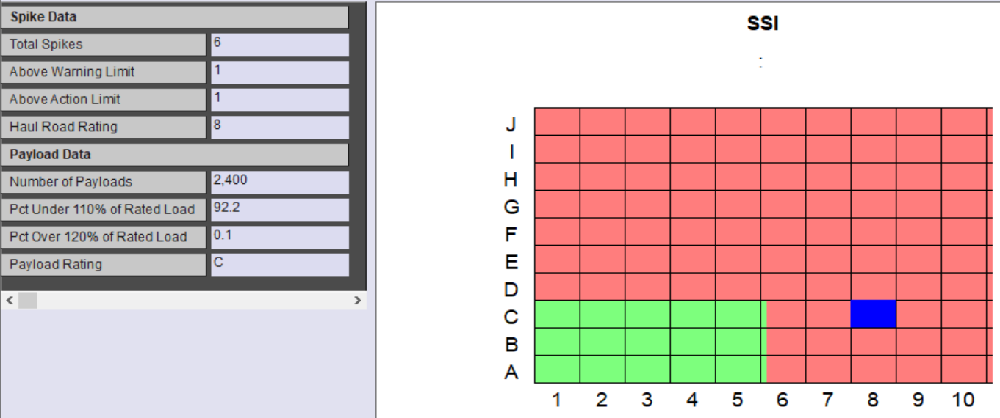 Spike Data
Total Spikes 6
Above Warning Limit 1
Above Action Limit 1
Haul Road Rating 8
Payload Data
Number of Payloads 2,400
Pct Under 110% of Rated Load 92.2
Pct Over 120% of Rated Load 0.1
Payload Rating C
SSI
:
J
I
H
G
F
E
D
C
B
A
1 2 3 4 5 6 7 8 9 10